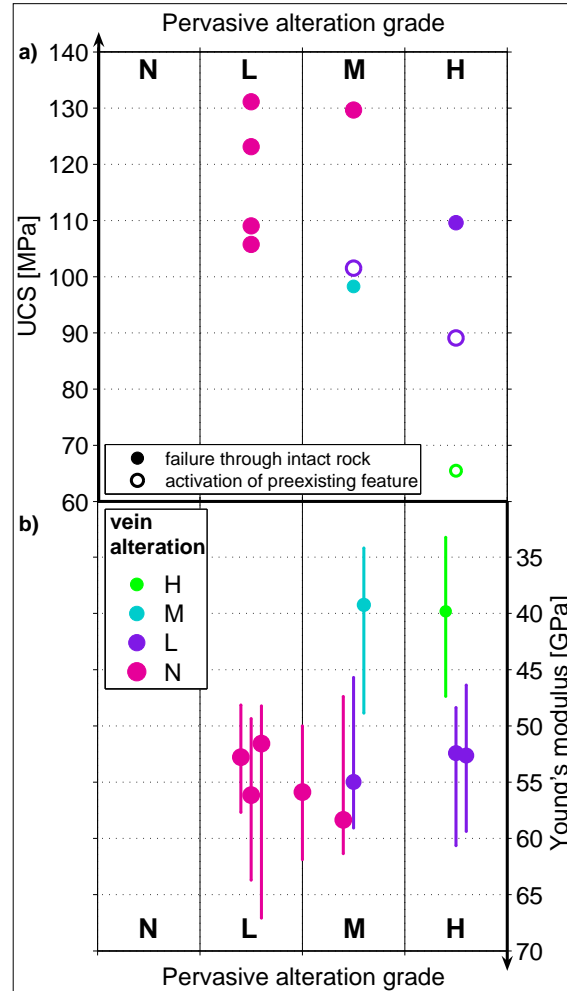 Pervasive alteration grade
a)
N L M H
140
130
120
110
100
90
80
70
60
UCS [MPa]
failure through intact rock
activation of preexisting feature
b)
vein
alteration
H
M
L
N
35
40
45
50
55
60
65
70
Young's modulus [GPa]
N L M H
Pervasive alteration grade